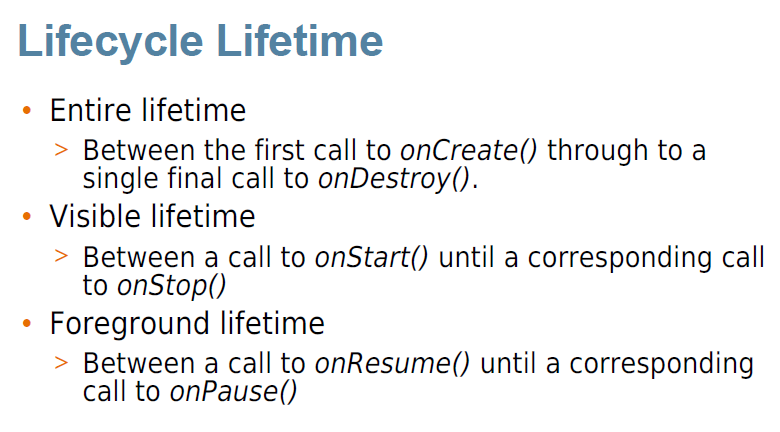 Lifecycle Lifetime
• Entire lifetime
> Between the first call to onCreate() through to a
single final call to onDestroy().
• Visible lifetime
> Between a call to onStart() until a corresponding call
to onStop()
• Foreground lifetime
> Between a call to onResume() until a corresponding
call to onPause()